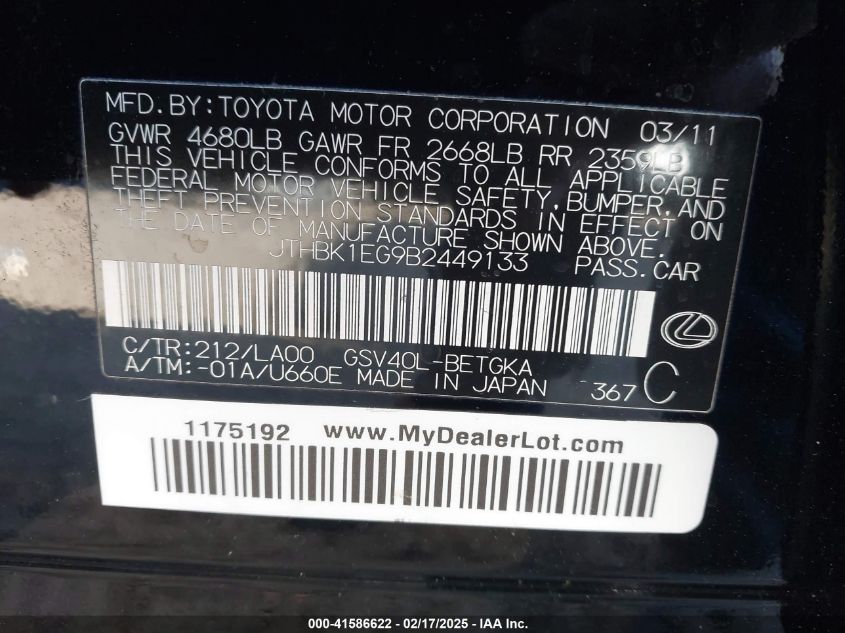 MFD.BY:TOYOTA MOTOR CORPORATION 03/11
GVWR 4680LB GAWR FR 2668LB RR 2359LB
THIS VEHICLE CONFORMS TO ALL APPLICABLE
FEDERAL MOTOR VEHICLE SAFETY,BUMPER,AND
THEFT PREVENTION STANDARDS IN EFFECT ON
THE DATE OF MANUFACTURE SHOWN ABOVE.
JTHBK1EG9B2449133 PASS.CAR
C/TR:212/LA00 GSV40L-BETGKA
A/TM:-01A/U660E MADE IN JAPAN 367 C
1175192 www.MyDealerLot.com
000-41586622 / 02/17/2025 - Copyright © 2025 IAA, Inc.